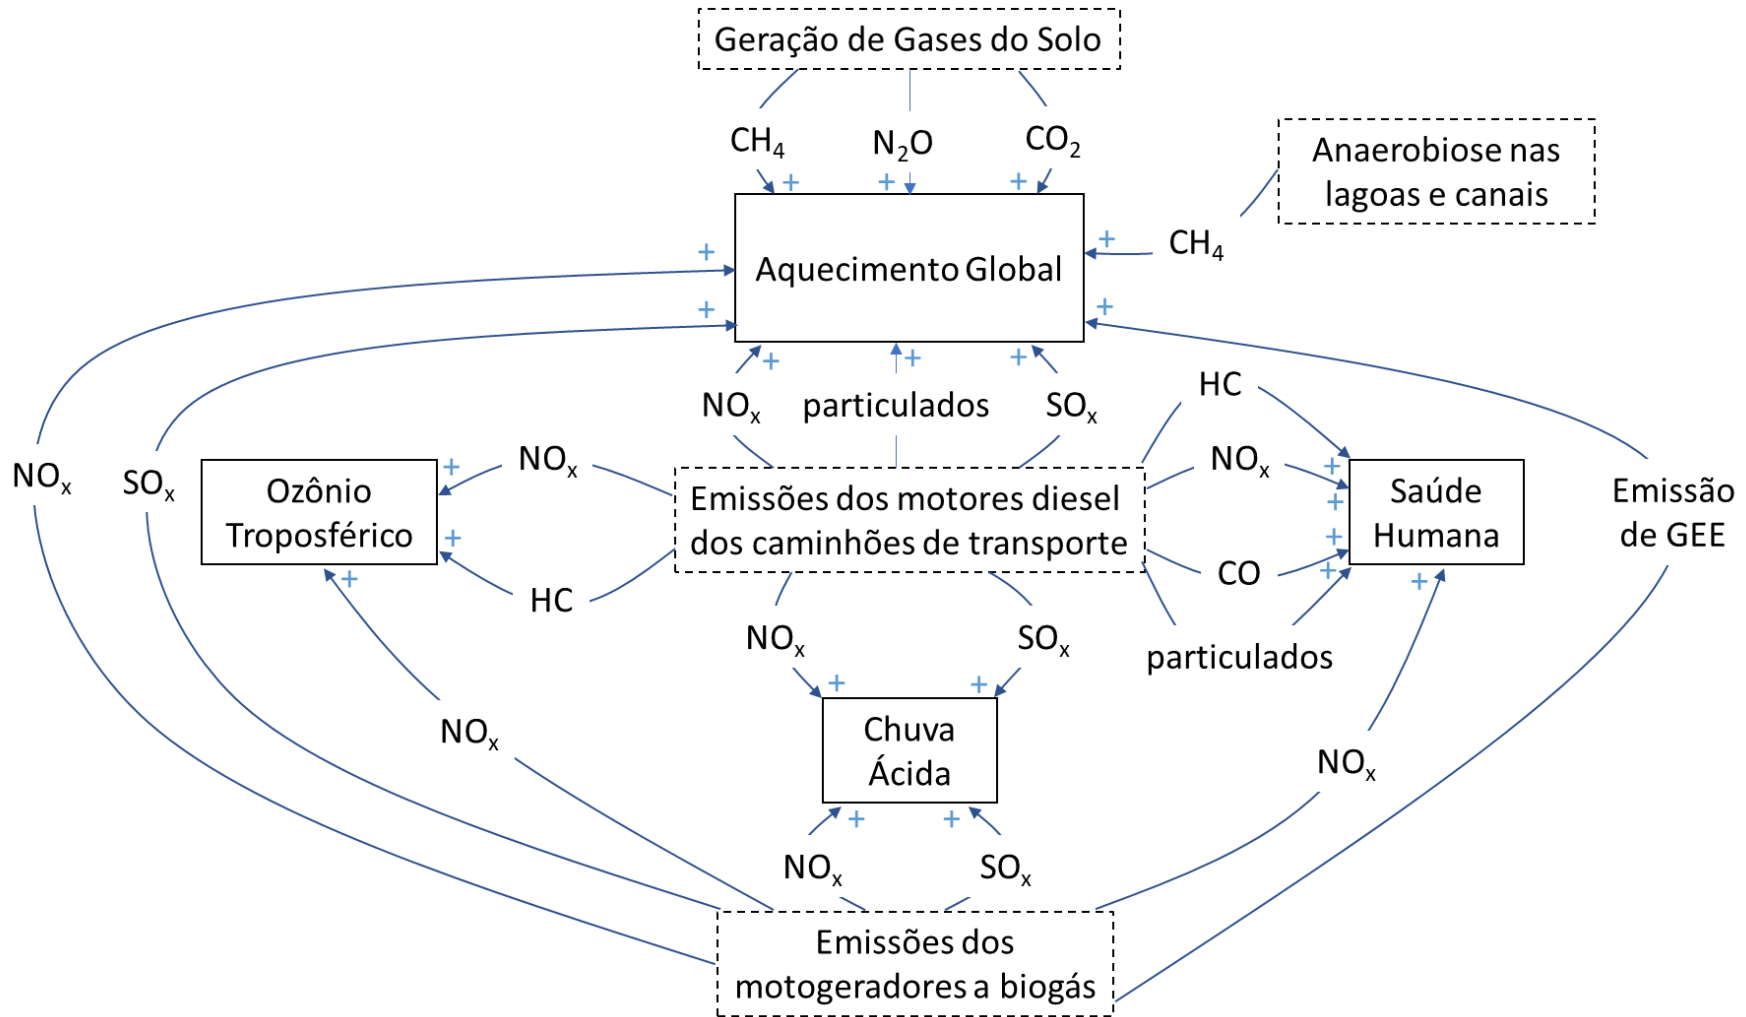 Geração de Gases do Solo
CH₄
N₂O
CO₂
Anaerobiose nas
lagoas e canais
+
+
+
+
CH₄
+
Aquecimento Global
+
+
+
+
+
HC
NOₓ
particulados
SOₓ
NOₓ
SOₓ
Ozônio
Troposférico
+
+
NOₓ
HC
Emissões dos motores diesel
dos caminhões de transporte
NOₓ
CO
particulados
+
+
+
+
Saúde
Humana
Emissão
de GEE
+
+
NOₓ
SOₓ
+
+
Chuva
Ácida
NOₓ
NOₓ
+
+
NOₓ
SOₓ
Emissões dos
motogeradores a biogás